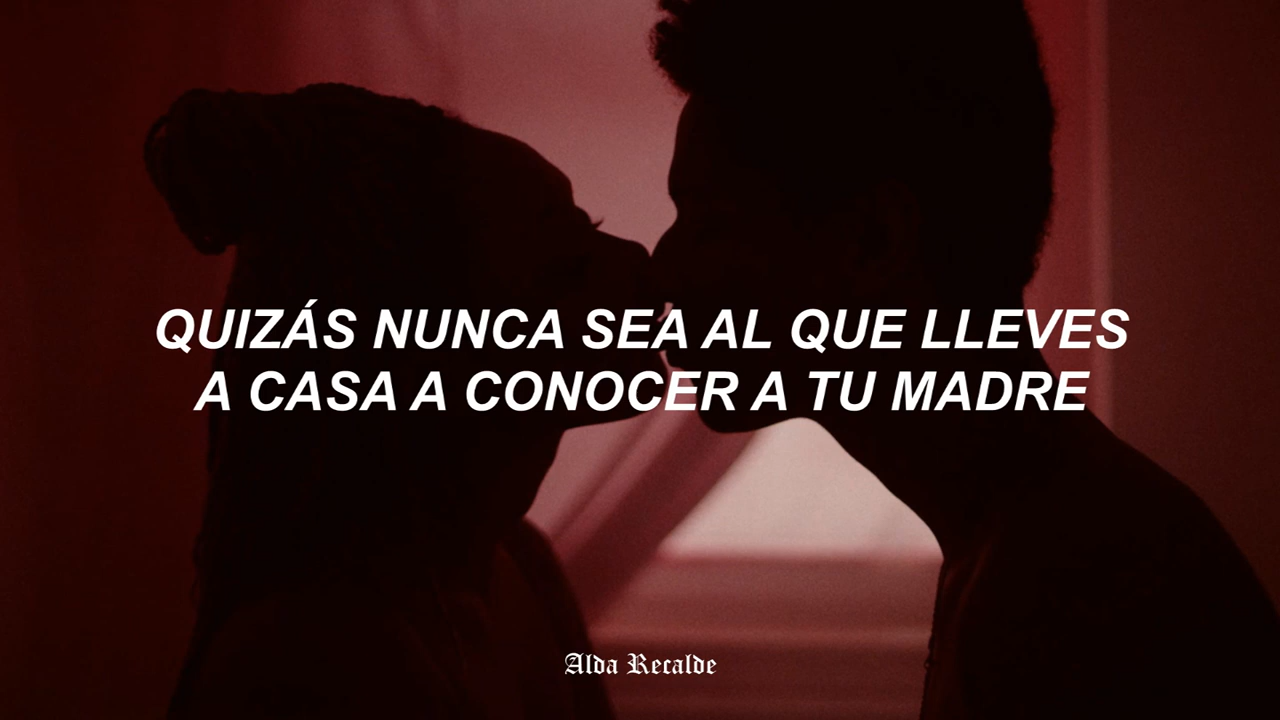 QUIZÁS NUNCA SEA AL QUE LLEVES
A CASA A CONOCER A TU MADRE
Alda Recalde